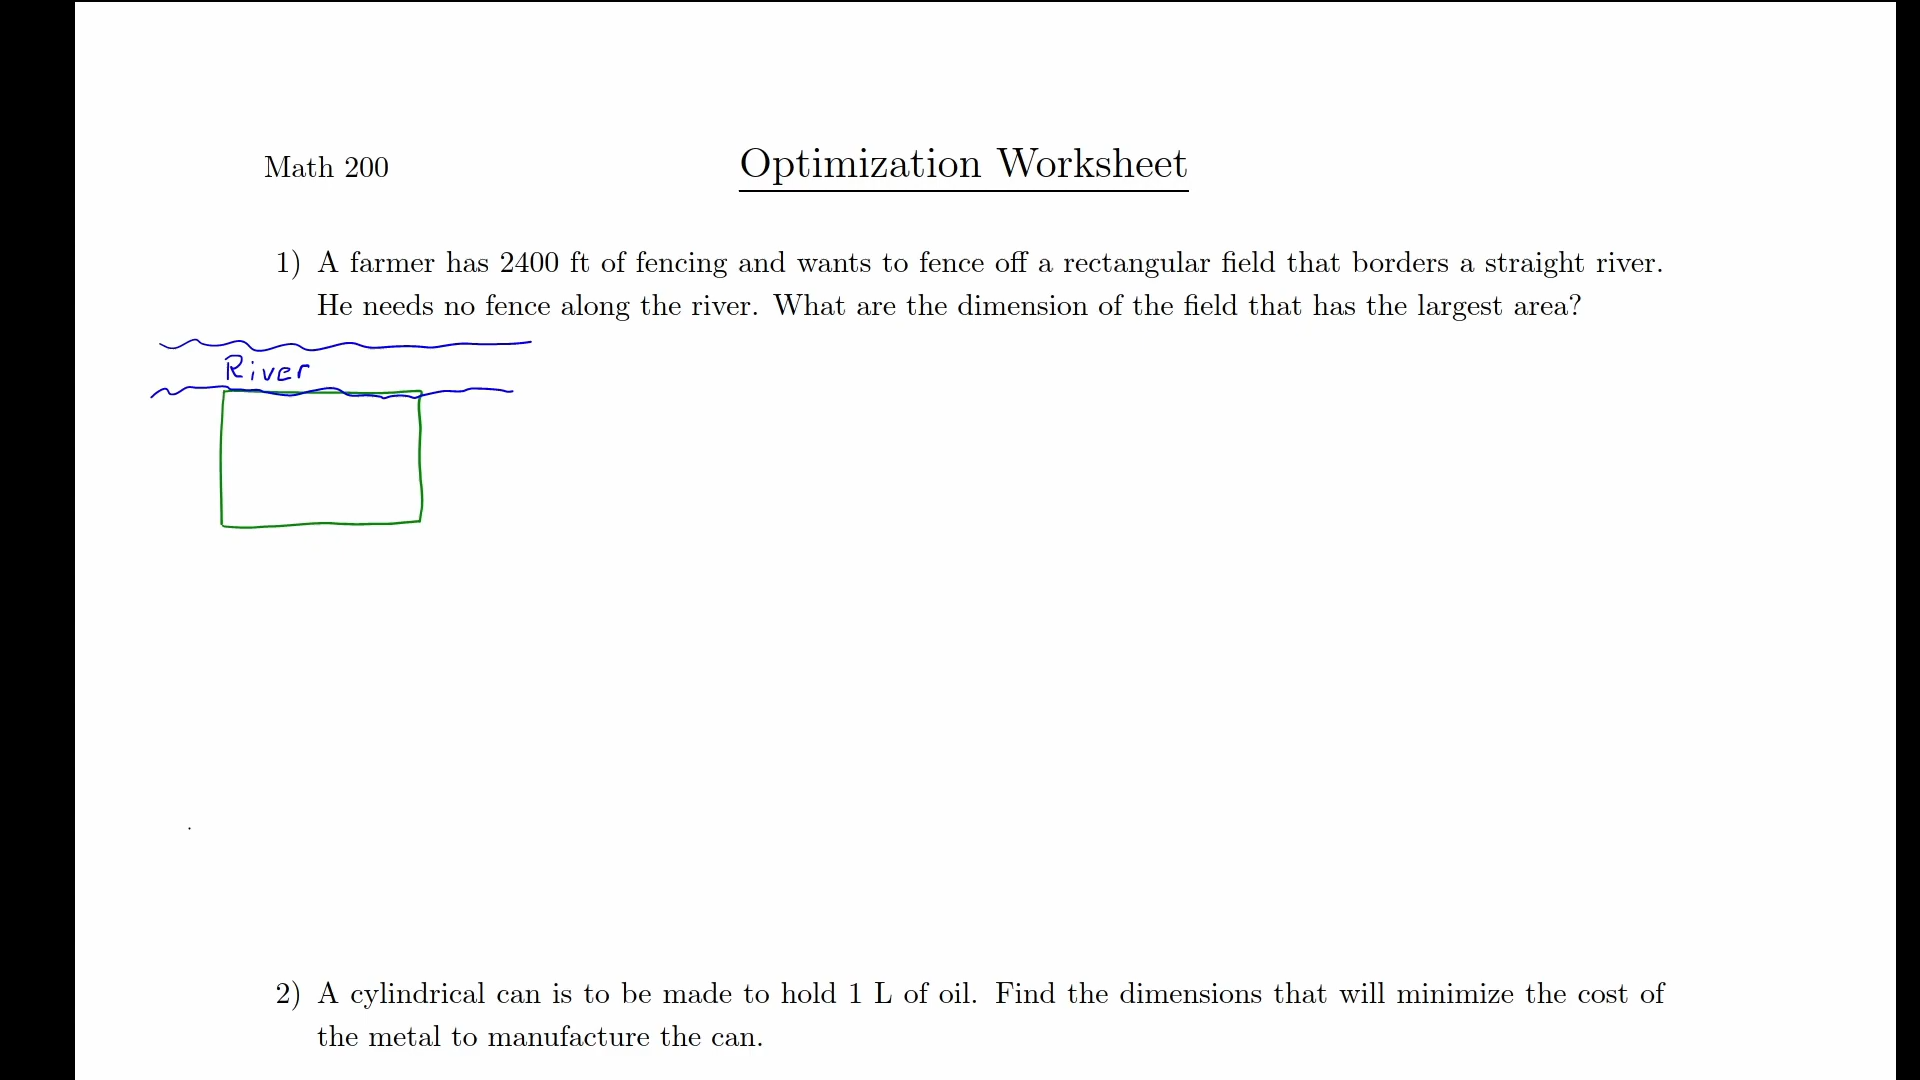 Math 200
Optimization Worksheet
1) A farmer has 2400 ft of fencing and wants to fence off a rectangular field that borders a straight river.
He needs no fence along the river. What are the dimension of the field that has the largest area?
River
2) A cylindrical can is to be made to hold 1 L of oil. Find the dimensions that will minimize the cost of
the metal to manufacture the can.